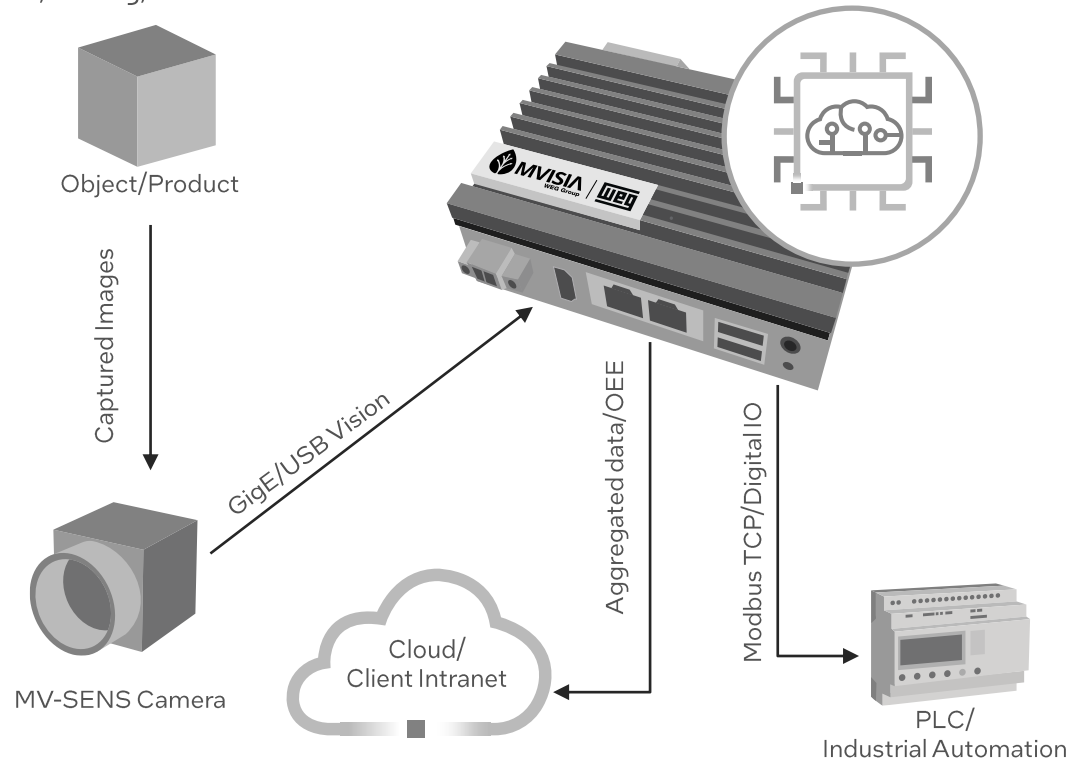 Object/Product
MVISIA
WEG Group
weg
Captured Images
GigE/USB Vision
Aggregated data/OEE
Modbus TCP/Digital IO
MV-SENS Camera
Cloud/
Client Intranet
PLC/
Industrial Automation